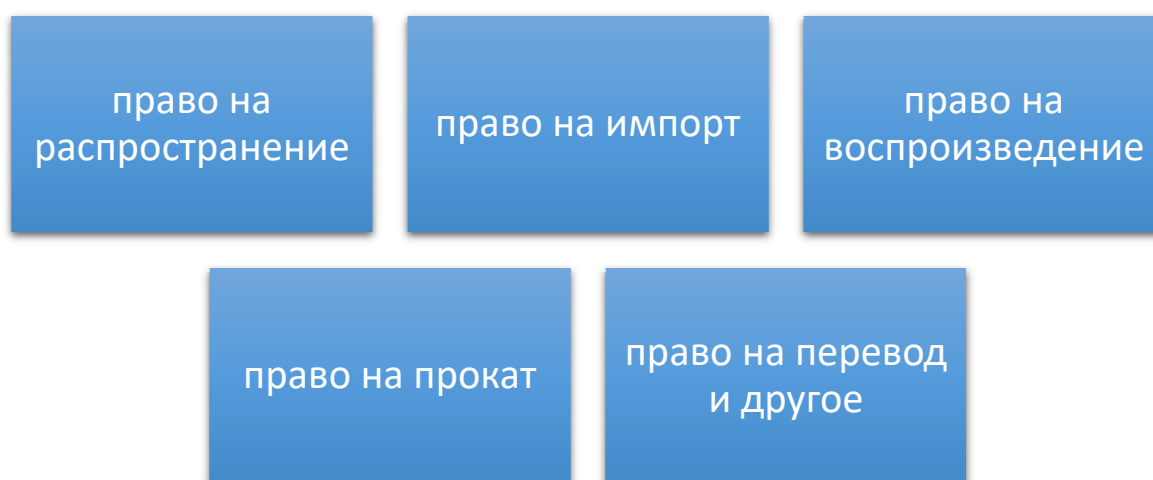 право на
распространение
право на импорт
право на
воспроизведение
право на прокат
право на перевод
и другое